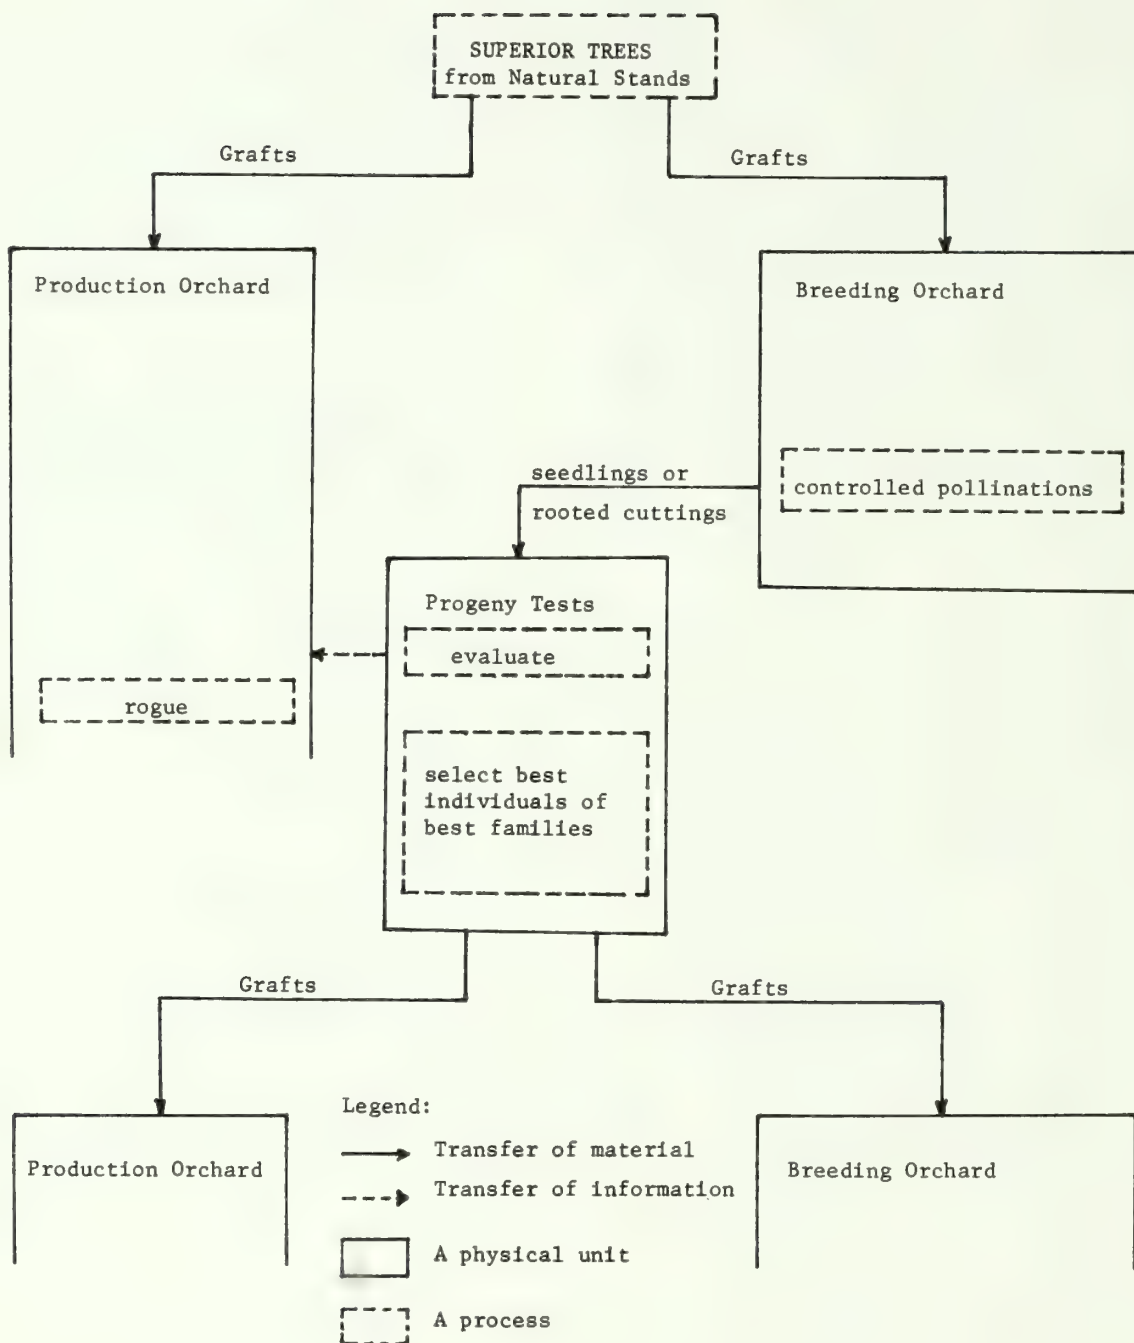 SUPERIOR TREES
from Natural Stands
Grafts
Grafts
Production Orchard
Breeding Orchard
controlled pollinations
seedlings or
rooted cuttings
Progeny Tests
evaluate
rogue
select best
individuals of
best families
Grafts
Grafts
Production Orchard
Breeding Orchard
Legend:
Transfer of material
Transfer of information
A physical unit
A process